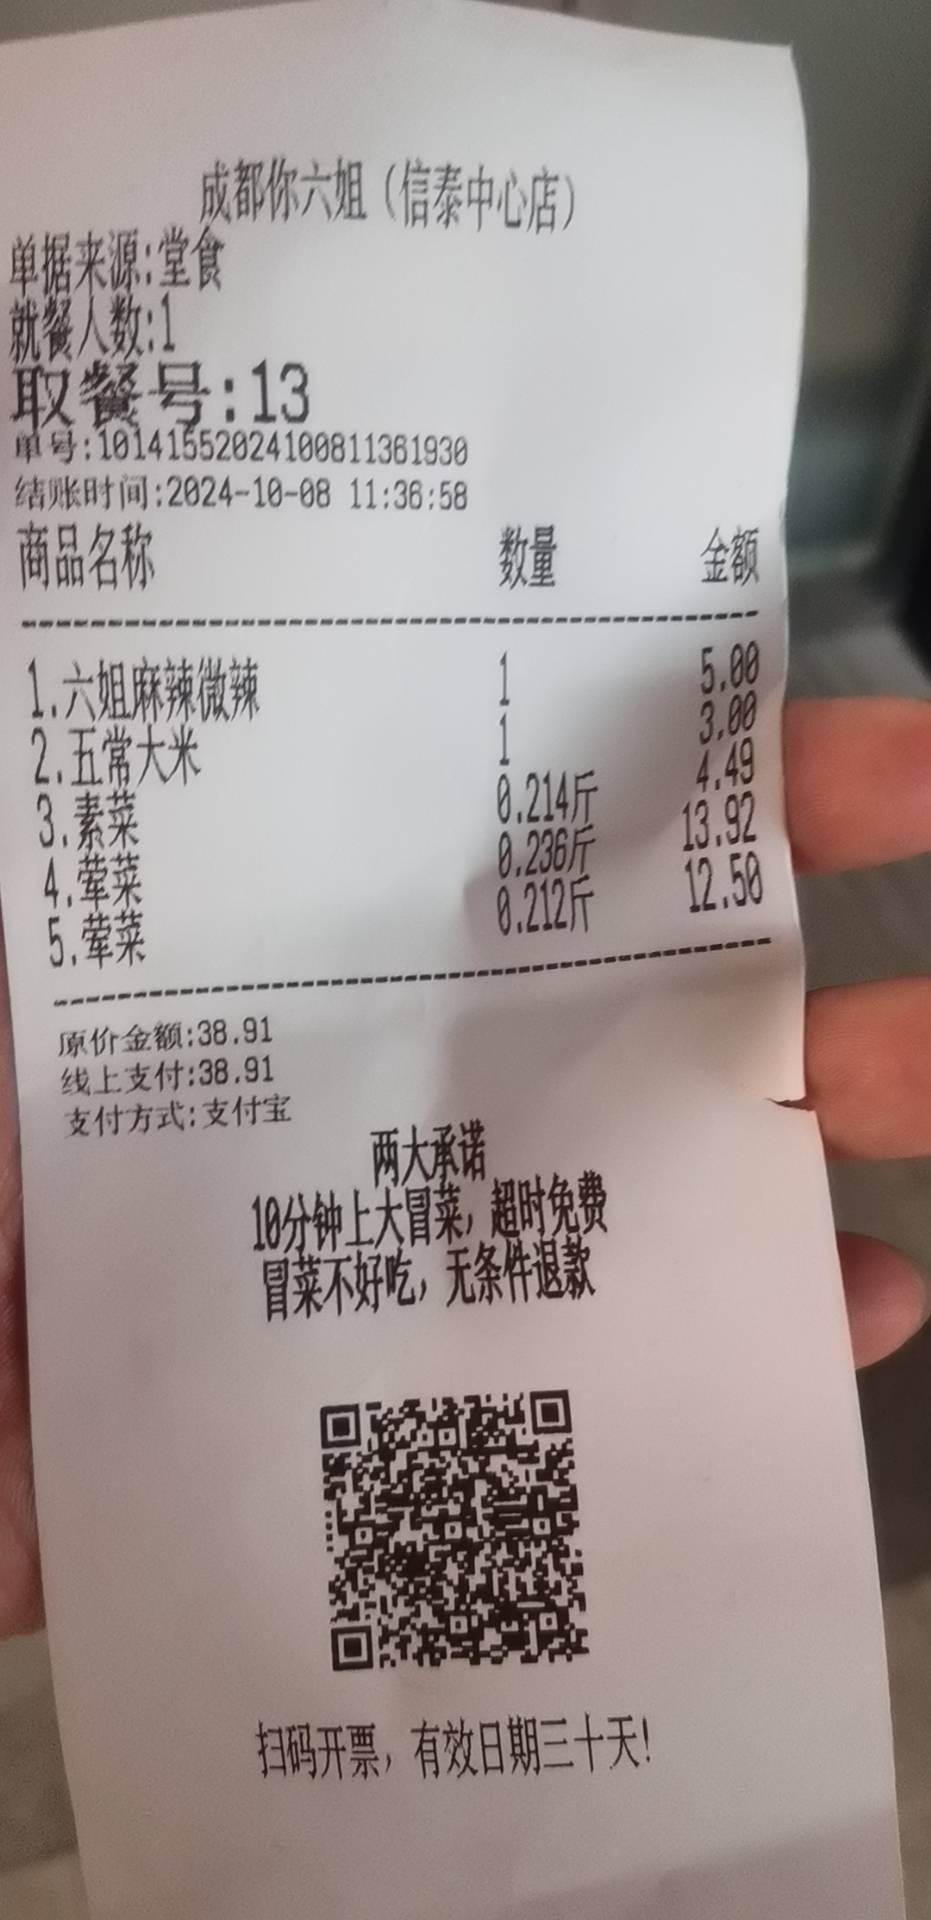 成都你六姐（信泰中心店）
单据来源:堂食
就餐人数:1
取餐号:13
单号:10141552024100811361930
结账时间:2024-10-08 11:36:58
商品名称 数量 金额
1.六姐麻辣微辣 1 5.00
2.五常大米 1 3.00
3.素菜 0.214斤 4.49
4.荤菜 0.236斤 13.92
5.荤菜 0.212斤 12.50
原价金额:38.91
线上支付:38.91
支付方式:支付宝
两大承诺
10分钟上大冒菜，超时免费
冒菜不好吃，无条件退款
扫码开票，有效日期三十天!